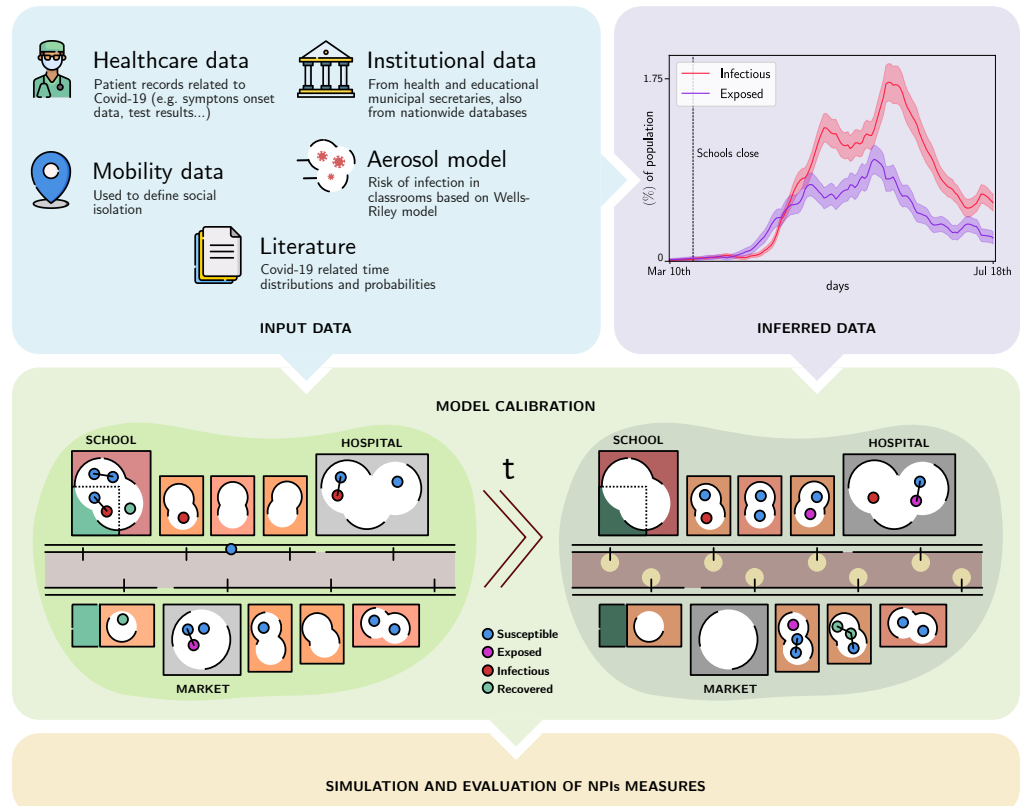 Healthcare data
Patient records related to
Covid-19 (e.g. symptons onset
data, test results...)
Institutional data
From health and educational
municipal secretaries, also
from nationwide databases
Mobility data
Used to define social
isolation
Aerosol model
Risk of infection in
classrooms based on Wells-
Riley model
Literature
Covid-19 related time
distributions and probabilities
INPUT DATA
Infectious
Exposed
1.75
(%) of population
Schools close
0
Mar 10th
Jul 18th
days
INFERRED DATA
MODEL CALIBRATION
SCHOOL
HOSPITAL
MARKET
t
Susceptible
Exposed
Infectious
Recovered
SCHOOL
HOSPITAL
MARKET
SIMULATION AND EVALUATION OF NPIs MEASURES